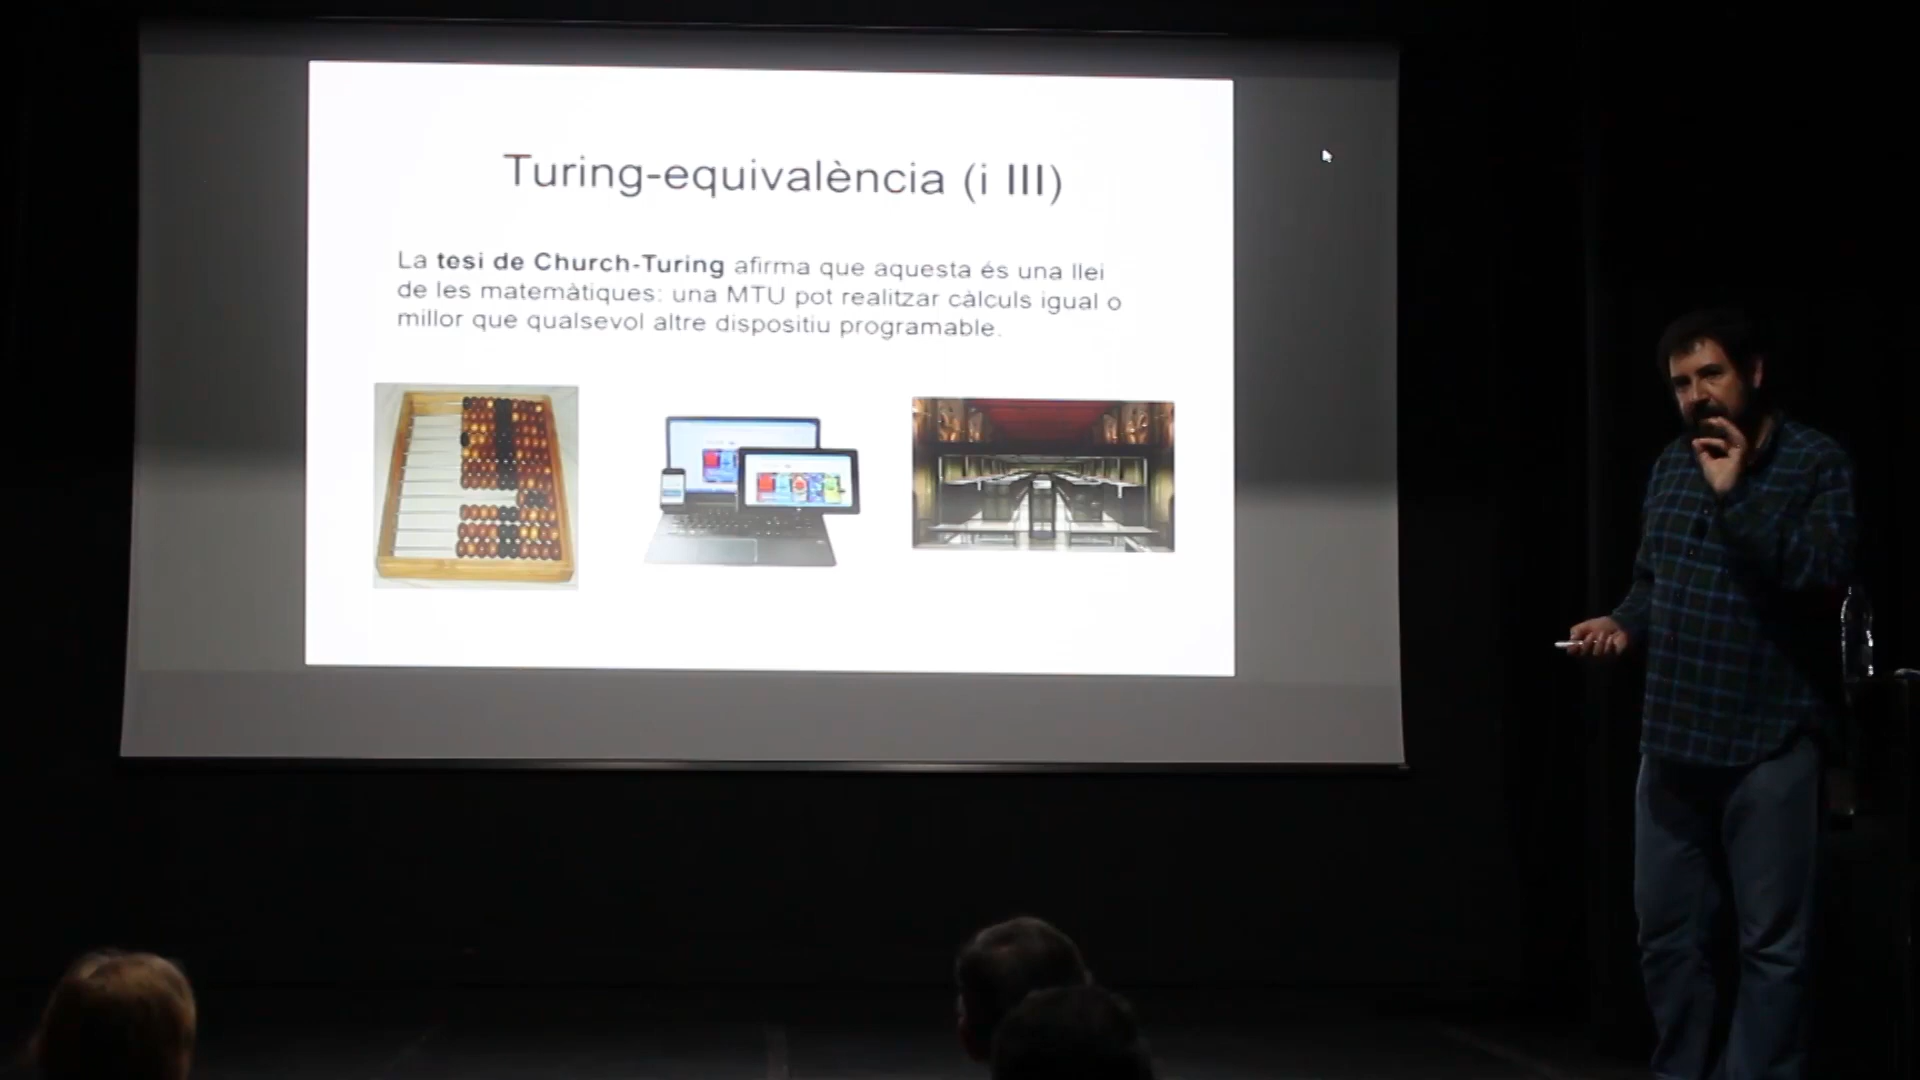 Turing-equivalència (i III)
La tesi de Church-Turing afirma que aquesta és una llei
de les matemàtiques: una MTU pot realitzar càlculs igual o
millor que qualsevol altre dispositiu programable.